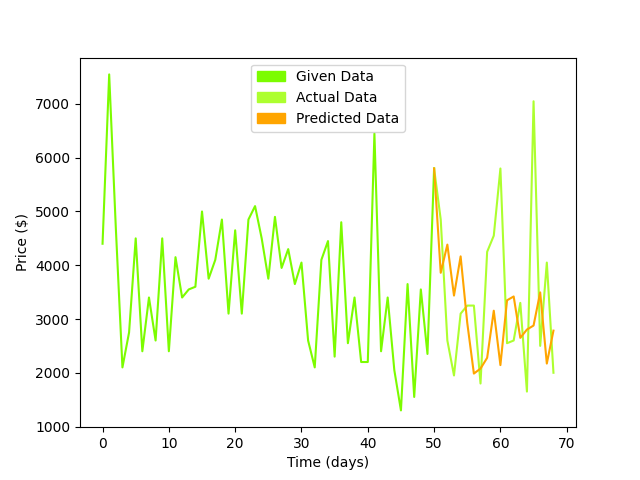 Given Data
Actual Data
Predicted Data
Price ($)
7000
6000
5000
4000
3000
2000
1000
0 10 20 30 40 50 60 70
Time (days)